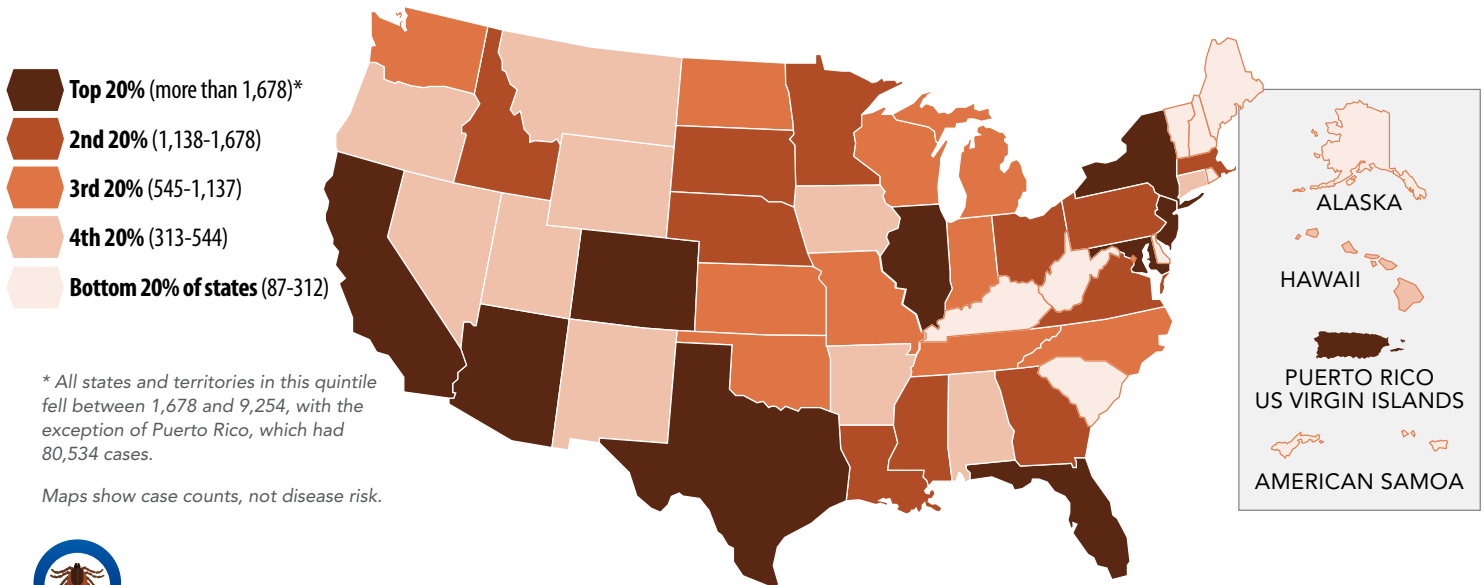 Top 20% (more than 1,678)*
2nd 20% (1,138-1,678)
3rd 20% (545-1,137)
4th 20% (313-544)
Bottom 20% of states (87-312)
* All states and territories in this quintile
fell between 1,678 and 9,254, with the
exception of Puerto Rico, which had
80,534 cases.
Maps show case counts, not disease risk.
ALASKA
HAWAII
PUERTO RICO
US VIRGIN ISLANDS
AMERICAN SAMOA